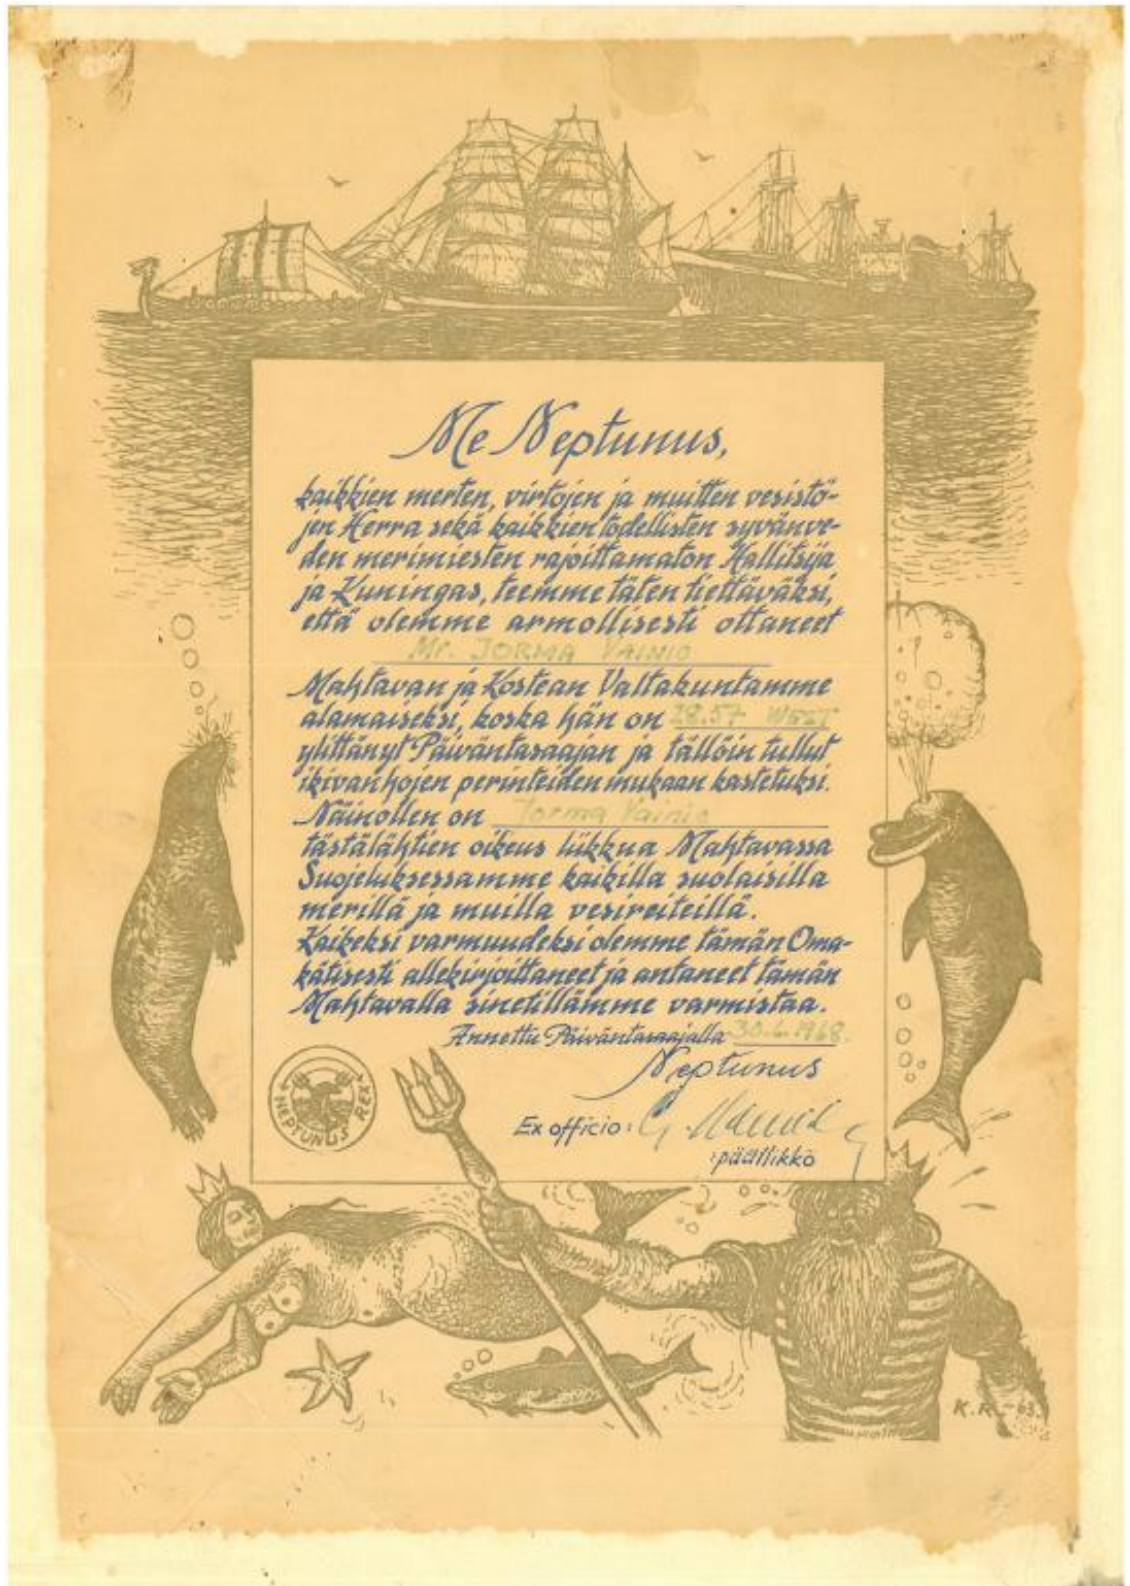 Me Neptunus,
kaikkien merten, virtojen ja muitten vesistö-
jen Herra sekä kaikkien todellisten syvänve-
den merimiesten rajoittamaton Hallitsija
ja Kuningas, teemme täten tiettäväksi,
että olemme armollisesti ottaneet
Mr. JORMA VAINIO
Mahtavan ja Kostean Valtakuntamme
alamaiseksi, koska hän on 28.57 WEST
ylittänyt Päiväntasaajan ja tällöin tullut
ikivanhojen perinteiden mukaan kastetuksi.
Näinollen on Jorma Vainio
tästälähtien oikeus liikkua Mahtavassa
Suojeluksessamme kaikilla suolaisilla
merillä ja muilla vesireiteillä.
Kaikeksi varmuudeksi olemme tämän Oma-
kätisesti allekirjoittaneet ja antaneet tämän
Mahtavalla sinetillämme varmistaa.
Annettu Päiväntasaajalla 30.6.1968.
Neptunus
NEPTUNUS REX
Ex officio: G.
päällikkö
K.R.-63.